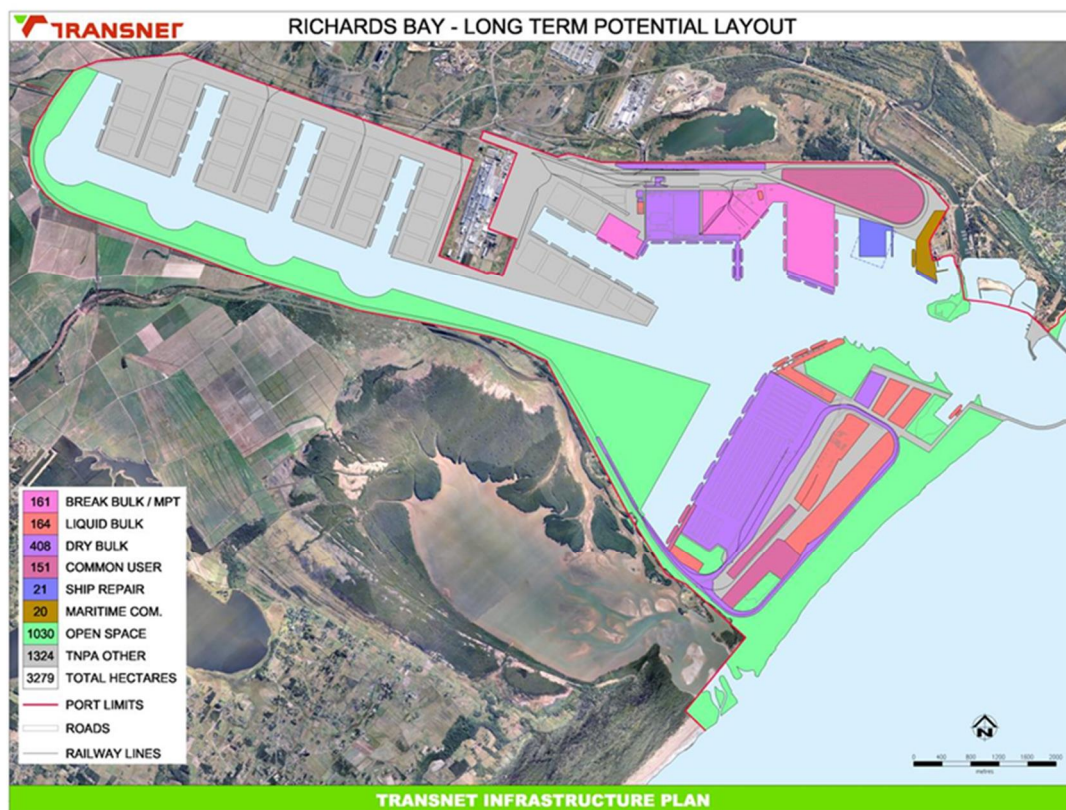 TRANSNET
RICHARDS BAY - LONG TERM POTENTIAL LAYOUT
161 BREAK BULK / MPT
164 LIQUID BULK
408 DRY BULK
151 COMMON USER
21 SHIP REPAIR
20 MARITIME COM.
1030 OPEN SPACE
1324 TNPA OTHER
3279 TOTAL HECTARES
PORT LIMITS
ROADS
RAILWAY LINES
N
0 400 800 1200 1600 2000
metres
TRANSNET INFRASTRUCTURE PLAN